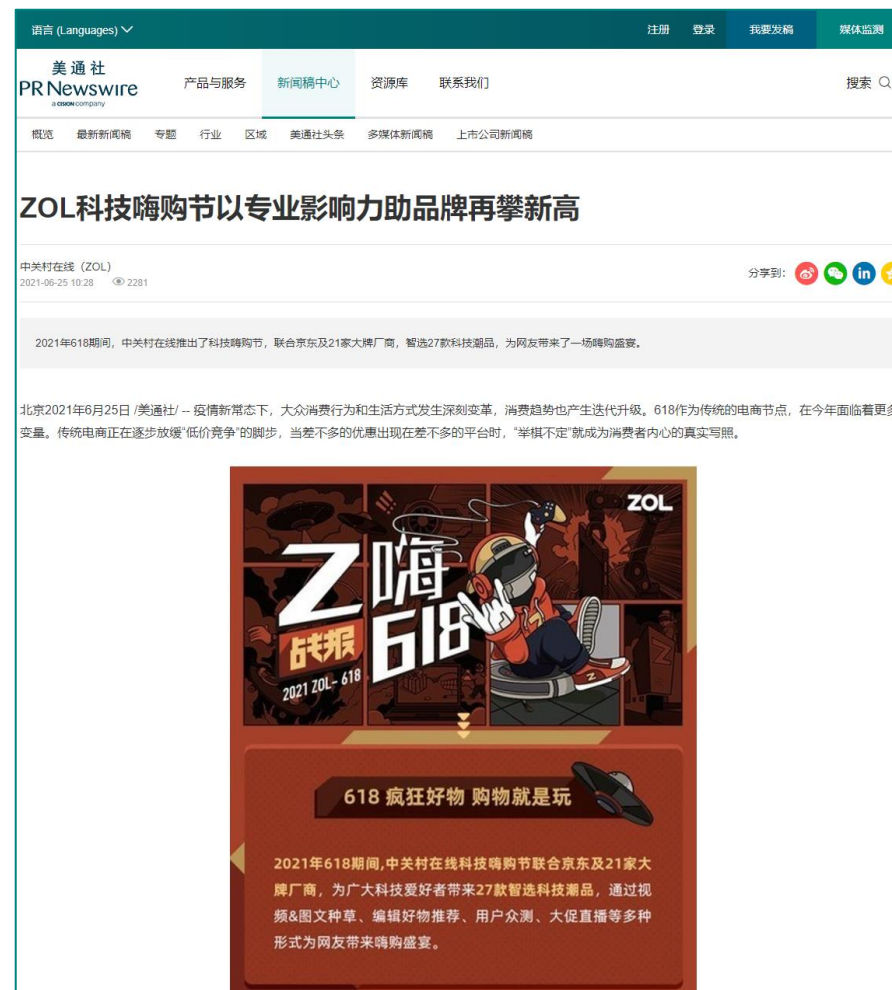 语言 (Languages)
注册 登录 我要发稿 媒体监测
美通社
PR Newswire
a CISION company
产品与服务 新闻稿中心 资源库 联系我们
搜索
概览 最新新闻稿 专题 行业 区域 美通社头条 多媒体新闻稿 上市公司新闻稿
ZOL科技嗨购节以专业影响力助品牌再攀新高
中关村在线（ZOL）
2021-06-25 10:28 2281
分享到:
in
2021年618期间，中关村在线推出了科技嗨购节，联合京东及21家大牌厂商，智选27款科技潮品，为网友带来了一场嗨购盛宴。
北京2021年6月25日 /美通社/ -- 疫情新常态下，大众消费行为和生活方式发生深刻变革，消费趋势也产生迭代升级。618作为传统的电商节点，在今年面临着更多
变量。传统电商正在逐步放缓“低价竞争”的脚步，当差不多的优惠出现在差不多的平台时，“举棋不定”就成为消费者内心的真实写照。
ZOL
Z嗨
618
战报
2021 ZOL- 618
Z
618 疯狂好物 购物就是玩
2021年618期间,中关村在线科技嗨购节联合京东及21家大
牌厂商，为广大科技爱好者带来27款智选科技潮品，通过视
频&图文种草、编辑好物推荐、用户众测、大促直播等多种
形式为网友带来嗨购盛宴。